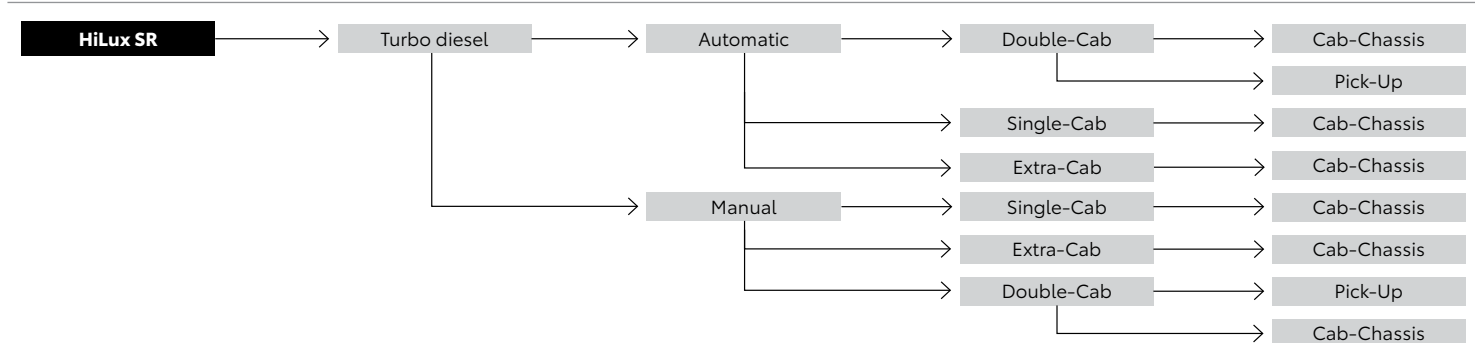 HiLux SR Turbo diesel Automatic Double-Cab Cab-Chassis
Pick-Up
Single-Cab Cab-Chassis
Extra-Cab Cab-Chassis
Manual Single-Cab Cab-Chassis
Extra-Cab Cab-Chassis
Double-Cab Pick-Up
Cab-Chassis